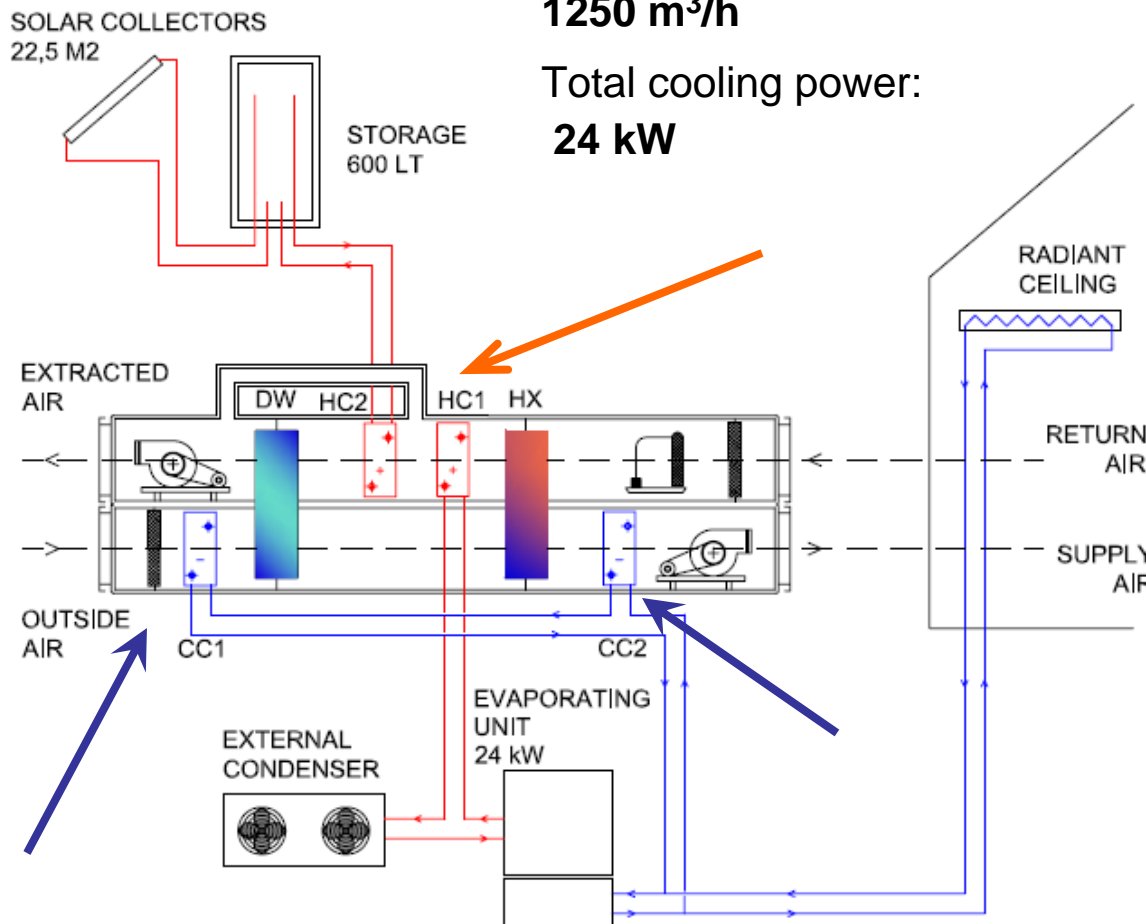 SOLAR COLLECTORS
22,5 M2
1250 m³/h
Total cooling power:
24 kW
STORAGE
600 LT
RADIANT
CEILING
EXTRACTED
AIR
DW
HC2
HC1
HX
RETURN
AIR
SUPPLY
AIR
OUTSIDE
AIR
CC1
CC2
EVAPORATING
UNIT
24 kW
EXTERNAL
CONDENSER